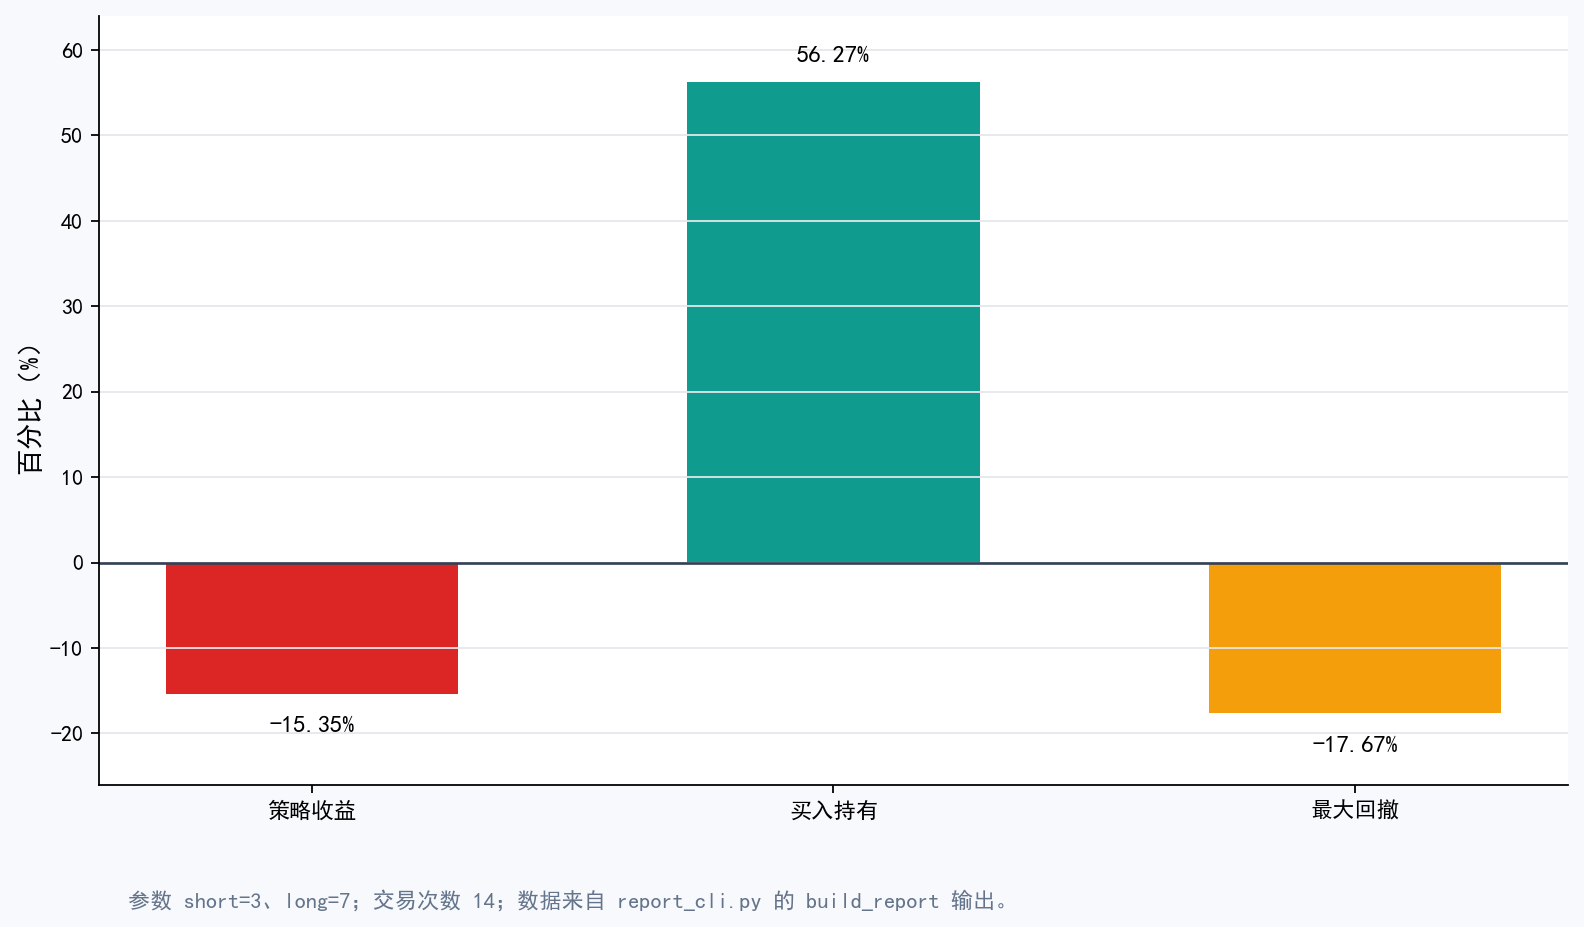 60
56.27%
50
40
30
20
10
0
−10
−20
百分比（%）
−15.35%
−17.67%
策略收益
买入持有
最大回撤
参数 short=3、long=7；交易次数 14；数据来自 report_cli.py 的 build_report 输出。